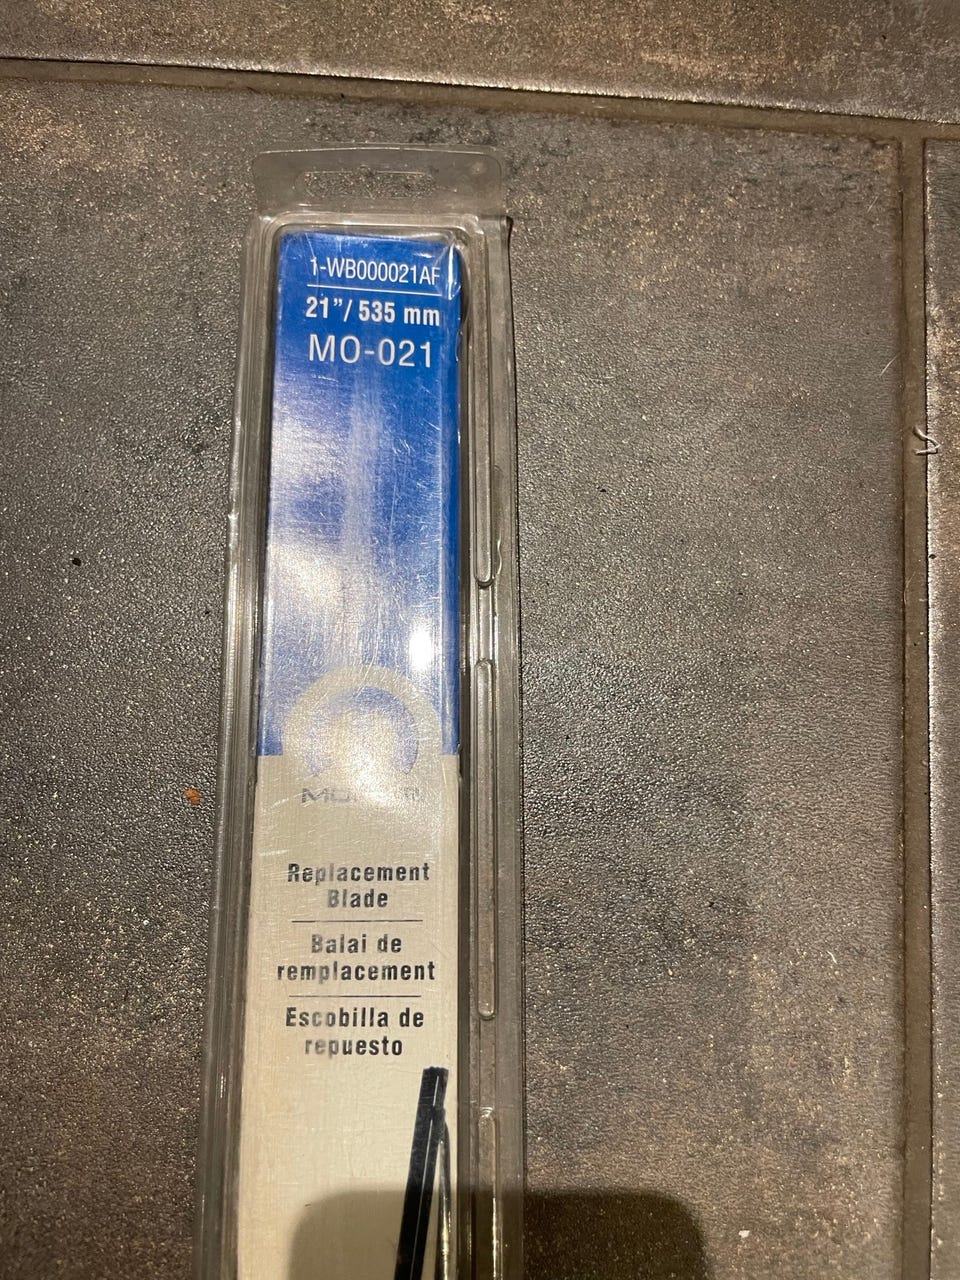 1-WB000021AF
21”/ 535 mm
MO-021
Replacement
Blade
Balai de
remplacement
Escobilla de
repuesto